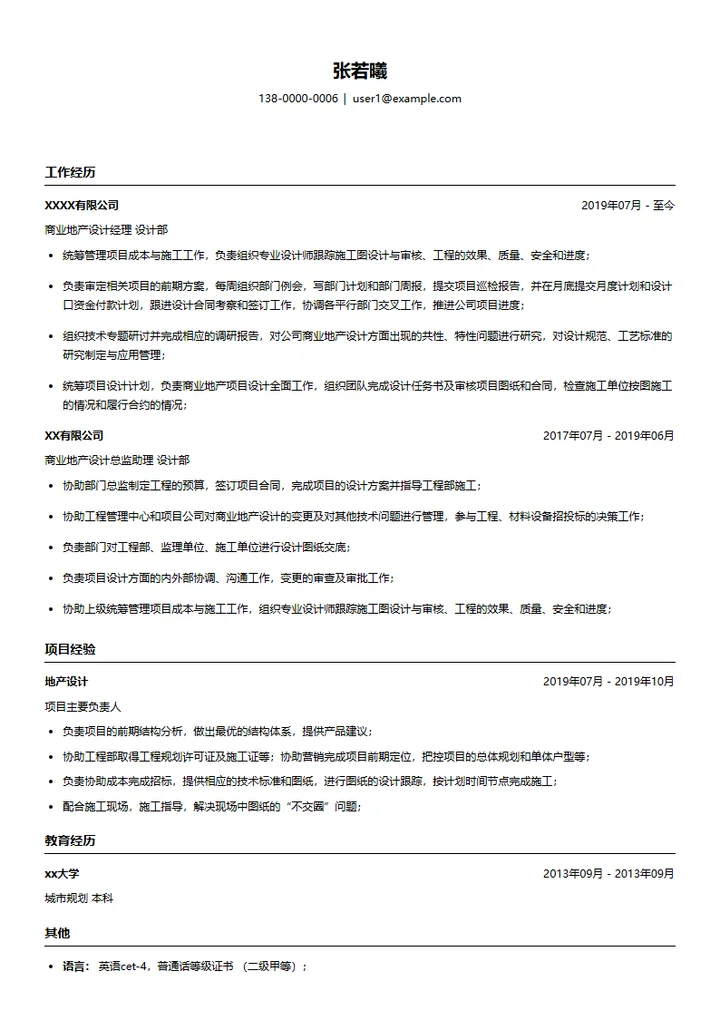 张若曦
138-0000-0006 | user1@example.com
工作经历
XXXX有限公司 2019年07月 - 至今
商业地产设计经理 设计部
• 统筹管理项目成本与施工工作，负责组织专业设计师跟踪施工图设计与审核、工程的效果、质量、安全和进度；
• 负责审定相关项目的前期方案，每周组织部门例会，写部门计划和部门周报，提交项目巡检报告，并在月底提交月度计划和设计
口资金付款计划，跟进设计合同考察和签订工作，协调各平行部门交叉工作，推进公司项目进度；
• 组织技术专题研讨并完成相应的调研报告，对公司商业地产设计方面出现的共性、特性问题进行研究，对设计规范、工艺标准的
研究制定与应用管理；
• 统筹项目设计计划，负责商业地产项目设计全面工作，组织团队完成设计任务书及审核项目图纸和合同，检查施工单位按图施工
的情况和履行合约的情况；
XX有限公司 2017年07月 - 2019年06月
商业地产设计总监助理 设计部
• 协助部门总监制定工程的预算，签订项目合同，完成项目的设计方案并指导工程部施工；
• 协助工程管理中心和项目公司对商业地产设计的变更及对其他技术问题进行管理，参与工程、材料设备招投标的决策工作；
• 负责部门对工程部、监理单位、施工单位进行设计图纸交底；
• 负责项目设计方面的内外部协调、沟通工作，变更的审查及审批工作；
• 协助上级统筹管理项目成本与施工工作，组织专业设计师跟踪施工图设计与审核、工程的效果、质量、安全和进度；
项目经验
地产设计 2019年07月 - 2019年10月
项目主要负责人
• 负责项目的前期结构分析，做出最优的结构体系，提供产品建议；
• 协助工程部取得工程规划许可证及施工证等；协助营销完成项目前期定位，把控项目的总体规划和单体户型等；
• 负责协助成本完成招标，提供相应的技术标准和图纸，进行图纸的设计跟踪，按计划时间节点完成施工；
• 配合施工现场，施工指导，解决现场中图纸的“不交圈”问题；
教育经历
xx大学 2013年09月 - 2013年09月
城市规划 本科
其他
• 语言： 英语cet-4，普通话等级证书 （二级甲等）；